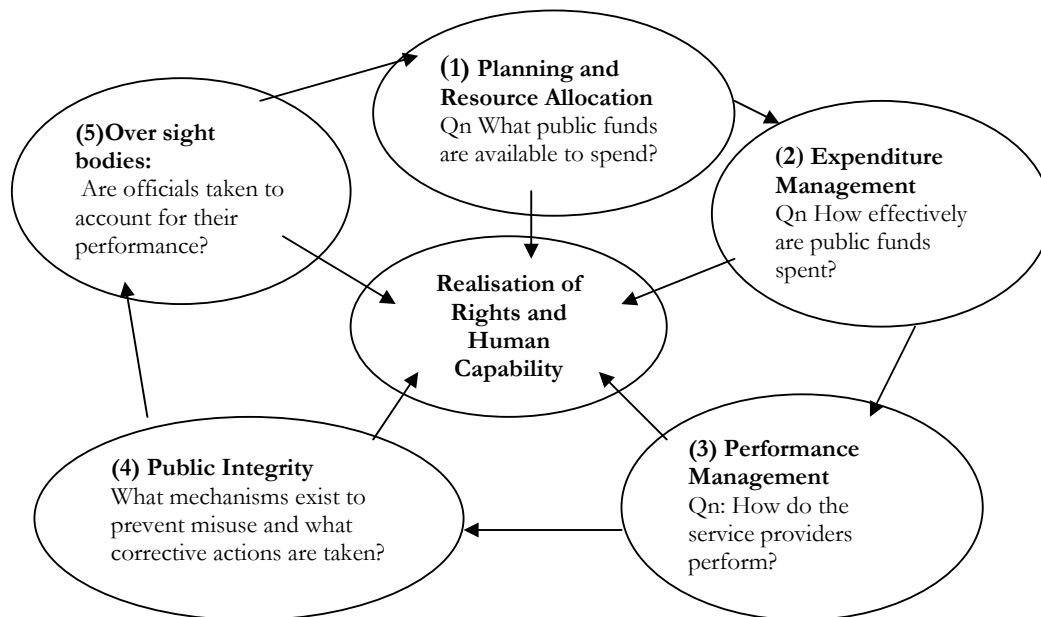 (1) Planning and
Resource Allocation
Qn What public funds
are available to spend?
(2) Expenditure
Management
Qn How effectively
are public funds
spent?
(3) Performance
Management
Qn: How do the
service providers
perform?
(4) Public Integrity
What mechanisms exist to
prevent misuse and what
corrective actions are taken?
(5)Over sight
bodies:
Are officials taken to
account for their
performance?
Realisation of
Rights and
Human
Capability